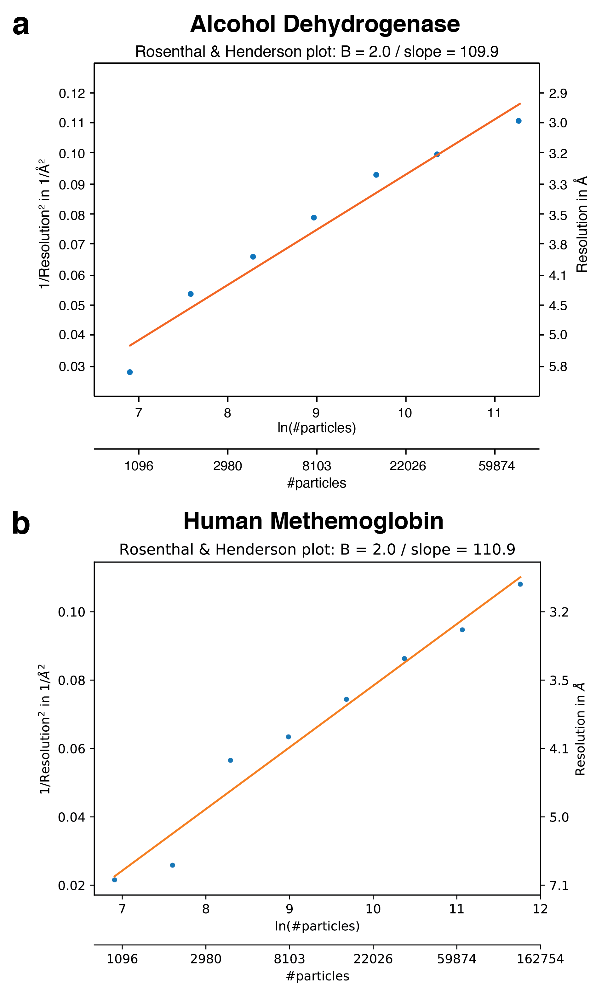 a
Alcohol Dehydrogenase
Rosenthal & Henderson plot: B = 2.0 / slope = 109.9
0.12
0.11
0.10
0.09
0.08
0.07
0.06
0.05
0.04
0.03
1/Resolution² in 1/Å²
2.9
3.0
3.2
3.3
3.5
3.8
4.1
4.5
5.0
5.8
Resolution in Å
7 8 9 10 11
ln(#particles)
1096 2980 8103 22026 59874
#particles
b
Human Methemoglobin
Rosenthal & Henderson plot: B = 2.0 / slope = 110.9
0.10
0.08
0.06
0.04
0.02
1/Resolution² in 1/Å²
3.2
3.5
4.1
5.0
7.1
Resolution in Å
7 8 9 10 11 12
ln(#particles)
1096 2980 8103 22026 59874 162754
#particles